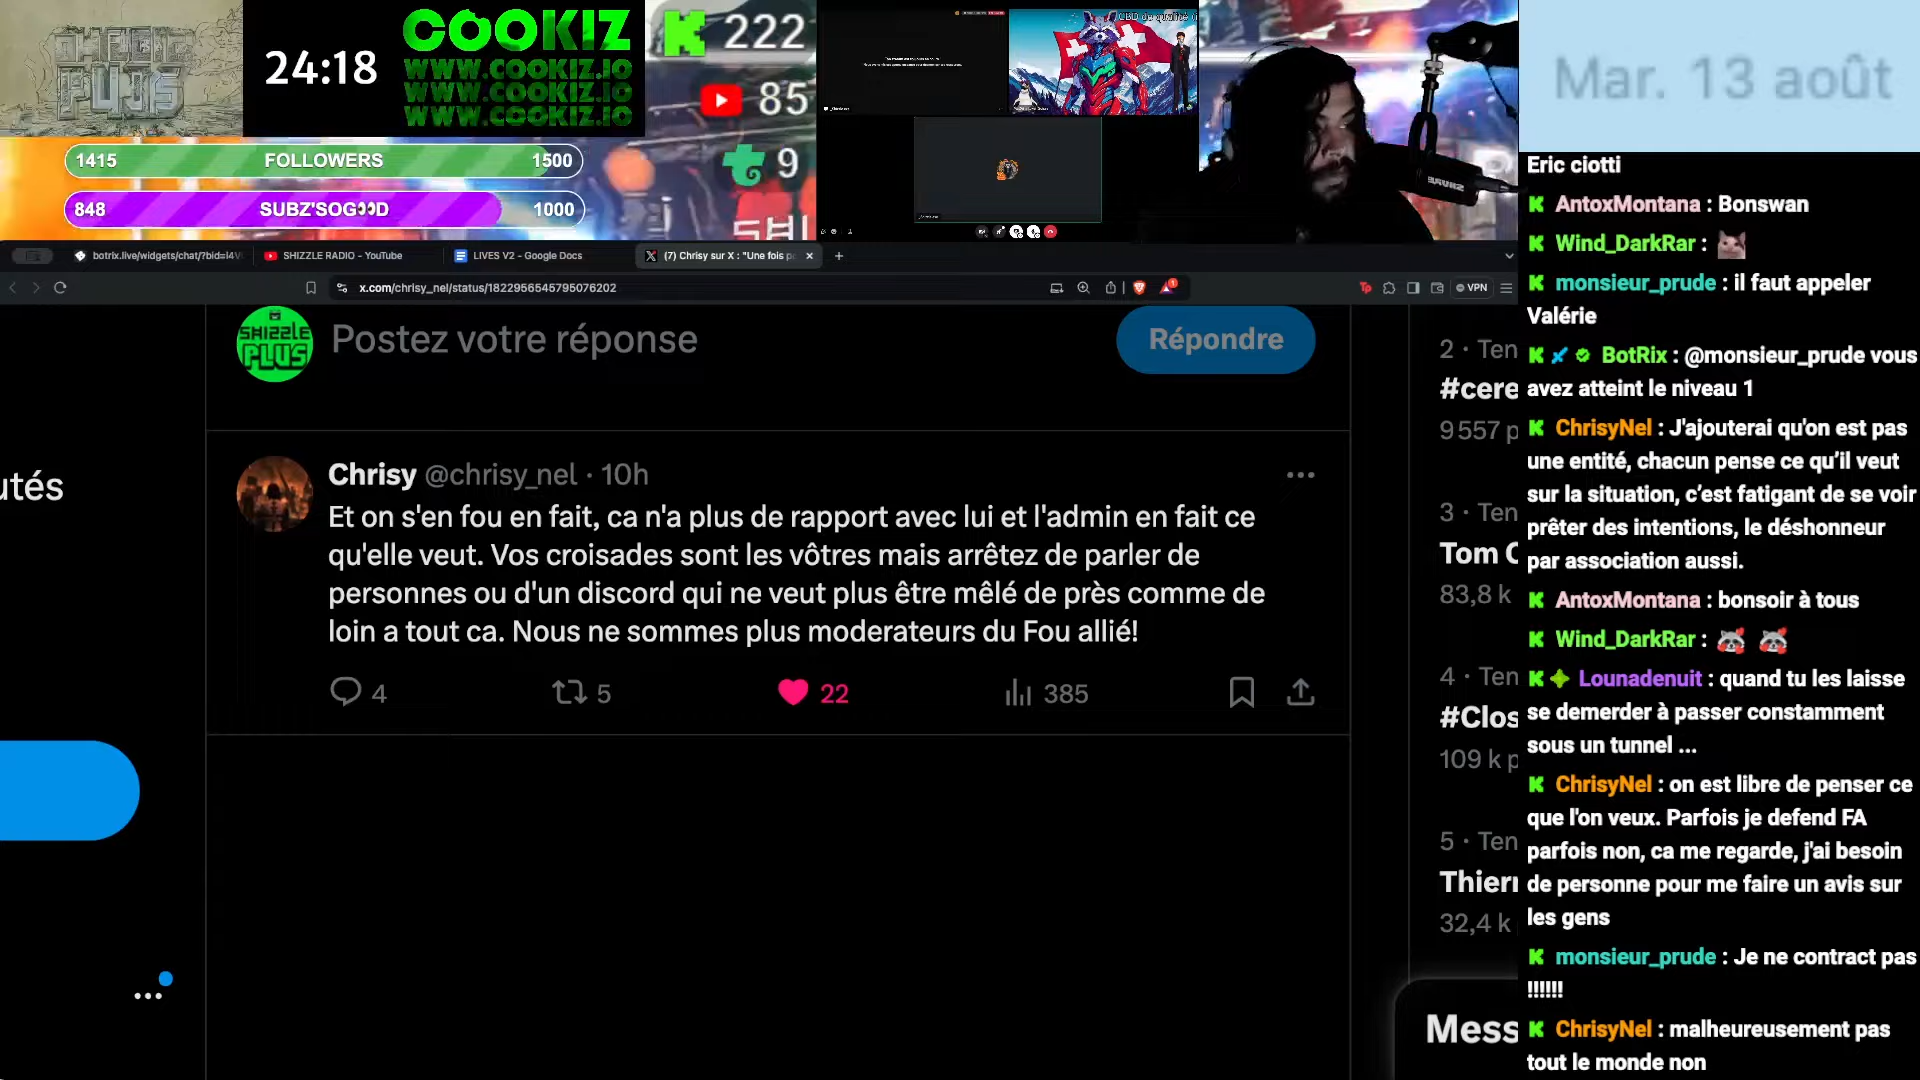 24:18
COOKIZ
WWW.COOKIZ.IO
WWW.COOKIZ.IO
WWW.COOKIZ.IO
222
85
9
CBD de qualité
1415 FOLLOWERS 1500
848 SUBZ'SOG👀D 1000
Mar. 13 août
botrix.live/widgets/chat/?bid=I4V
SHIZZLE RADIO - YouTube
LIVES V2 - Google Docs
(7) Chrisy sur X : "Une fois p
x.com/chrisy_nel/status/1822956545795076202
VPN
SHIZZLE
PLUS
Postez votre réponse
Répondre
Chrisy @chrisy_nel · 10h
Et on s'en fou en fait, ca n'a plus de rapport avec lui et l'admin en fait ce
qu'elle veut. Vos croisades sont les vôtres mais arrêtez de parler de
personnes ou d'un discord qui ne veut plus être mêlé de près comme de
loin a tout ca. Nous ne sommes plus moderateurs du Fou allié!
4 5 22 385
utés
2 · Ten
#cere
9 557 p
3 · Ten
Tom C
83,8 k
4 · Ten
#Clos
109 k p
5 · Ten
Thierr
32,4 k
Mess
Eric ciotti
AntoxMontana : Bonswan
Wind_DarkRar :
monsieur_prude : il faut appeler
Valérie
BotRix : @monsieur_prude vous
avez atteint le niveau 1
ChrisyNel : J'ajouterai qu'on est pas
une entité, chacun pense ce qu’il veut
sur la situation, c’est fatigant de se voir
prêter des intentions, le déshonneur
par association aussi.
AntoxMontana : bonsoir à tous
Wind_DarkRar :
Lounadenuit : quand tu les laisse
se demerder à passer constamment
sous un tunnel ...
ChrisyNel : on est libre de penser ce
que l'on veux. Parfois je defend FA
parfois non, ca me regarde, j'ai besoin
de personne pour me faire un avis sur
les gens
monsieur_prude : Je ne contract pas
!!!!!!
ChrisyNel : malheureusement pas
tout le monde non